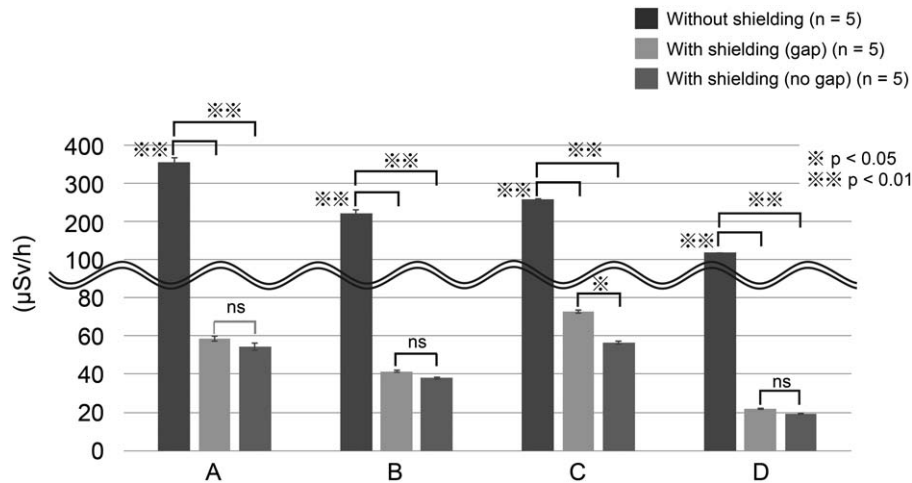 Without shielding (n = 5)
With shielding (gap) (n = 5)
With shielding (no gap) (n = 5)
※ p < 0.05
※※ p < 0.01
(µSv/h)
400
300
200
100
80
60
40
20
0
※※
※※
ns
※※
※※
ns
※※
※※
※
※※
※※
ns
A B C D